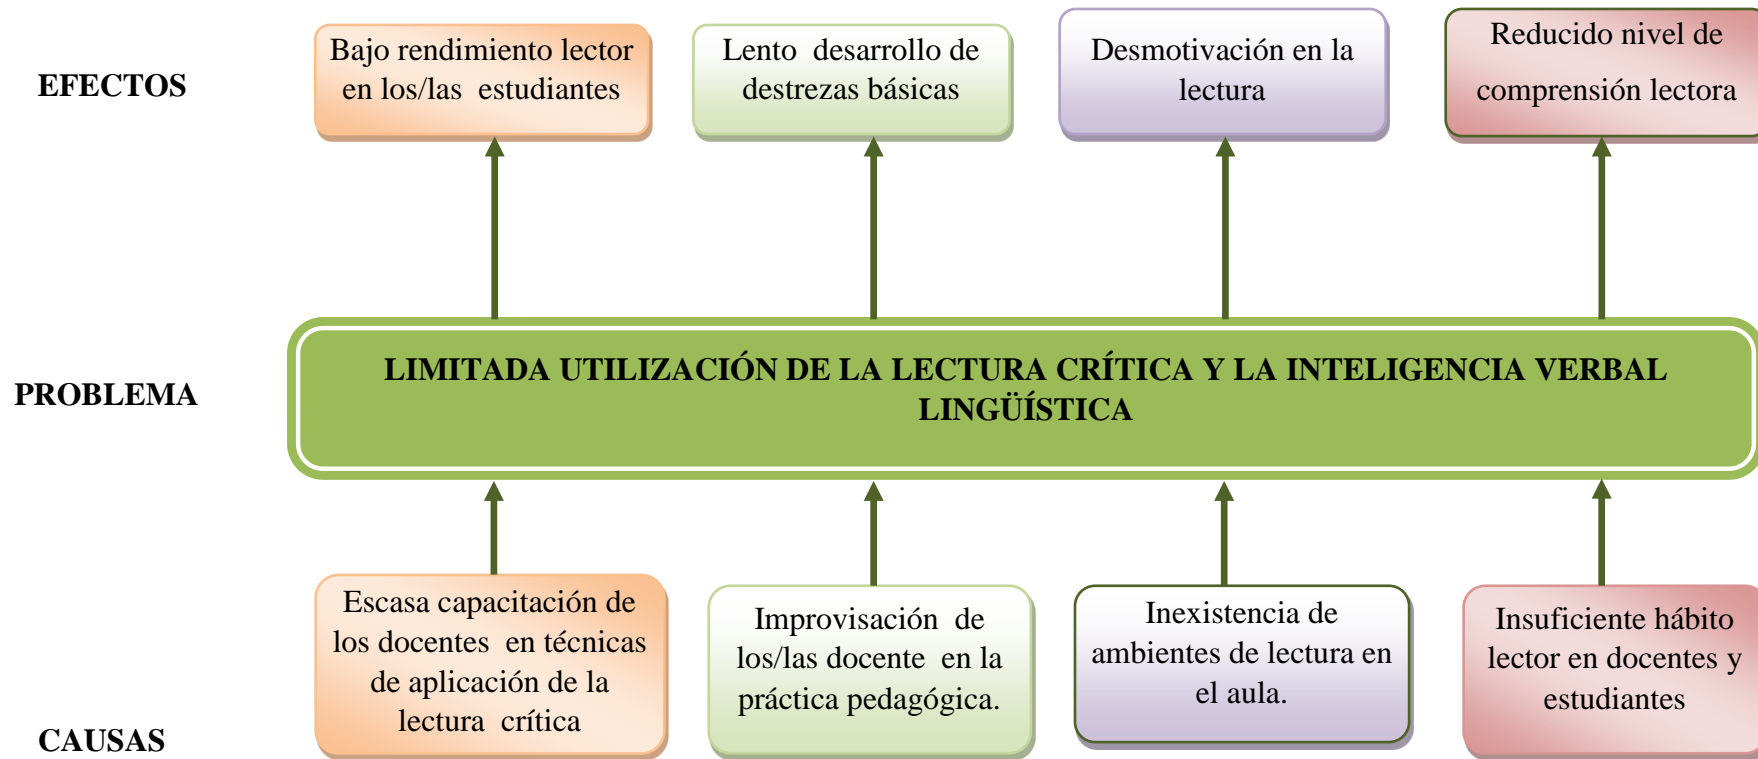 EFECTOS
Bajo rendimiento lector
en los/las estudiantes
Lento desarrollo de
destrezas básicas
Desmotivación en la
lectura
Reducido nivel de
comprensión lectora
PROBLEMA
LIMITADA UTILIZACIÓN DE LA LECTURA CRÍTICA Y LA INTELIGENCIA VERBAL
LINGÜÍSTICA
Escasa capacitación de
los docentes en técnicas
de aplicación de la
lectura crítica
Improvisación de
los/las docente en la
práctica pedagógica.
Inexistencia de
ambientes de lectura en
el aula.
Insuficiente hábito
lector en docentes y
estudiantes
CAUSAS